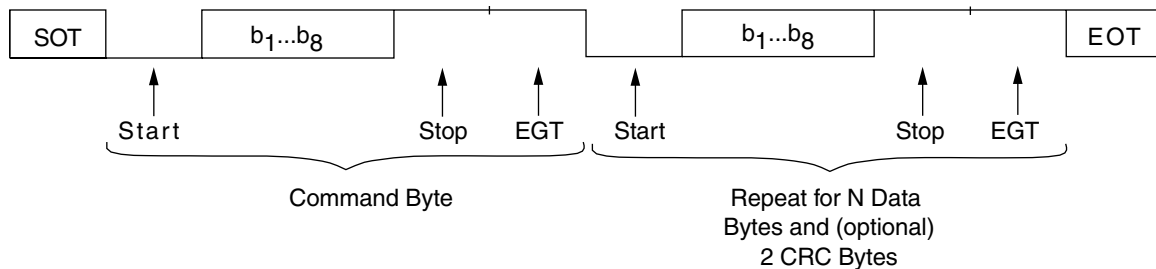 SOT b1...b8 b1...b8 EOT
Start Stop EGT Start Stop EGT
Command Byte
Repeat for N Data
Bytes and (optional)
2 CRC Bytes